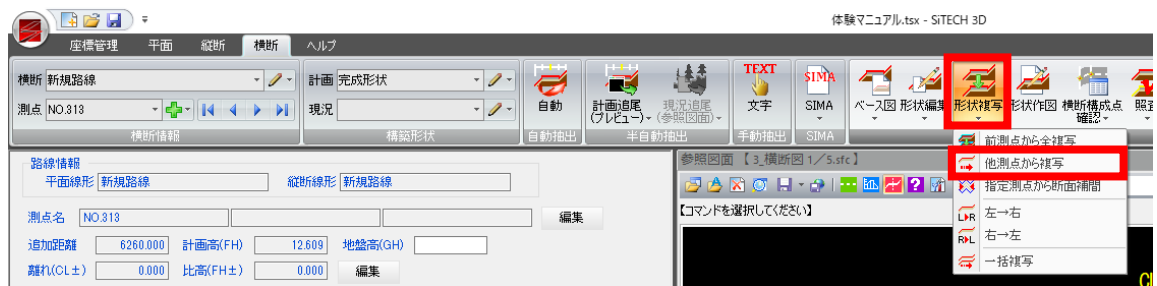 体験マニュアル.tsx - SiTECH 3D
座標管理 平面 縦断 横断 ヘルプ
横断 新規路線 計画 完成形状
測点 NO.313 現況
自動 計画追尾 (プレビュー) 現況追尾 (参照図面) TEXT 文字 SIMA SIMA ベース図 形状編集 形状複写 形状作図 横断構成点 確認
横断情報 構築形状 自動抽出 半自動抽出 手動抽出 SIMA
前測点から全複写
他測点から複写
指定測点から断面補間
L▶R 左→右
R▶L 右→左
一括複写
路線情報
平面線形 新規路線 縦断線形 新規路線
測点名 NO.313 編集
追加距離 6260.000 計画高(FH) 12.609 地盤高(GH)
離れ(CL±) 0.000 比高(FH±) 0.000 編集
参照図面 【 3_横断図 1/5.sfc 】
【コマンドを選択してください】